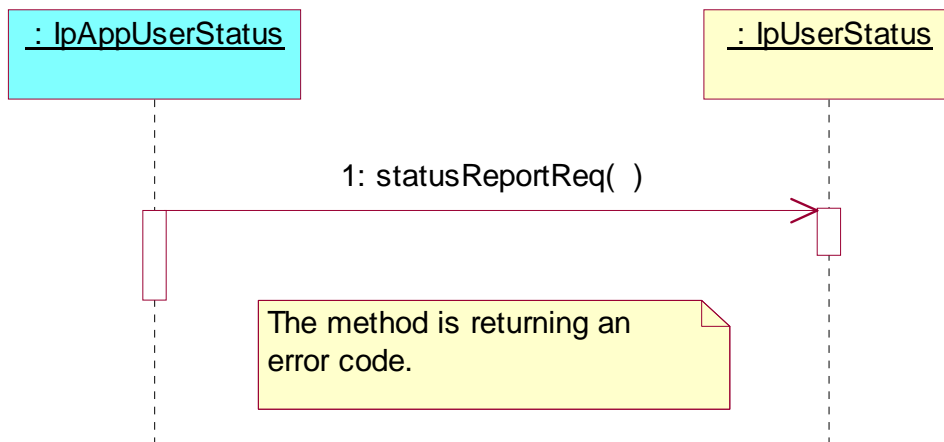 : IpAppUserStatus
: IpUserStatus
1: statusReportReq(  )
The method is returning an
error code.